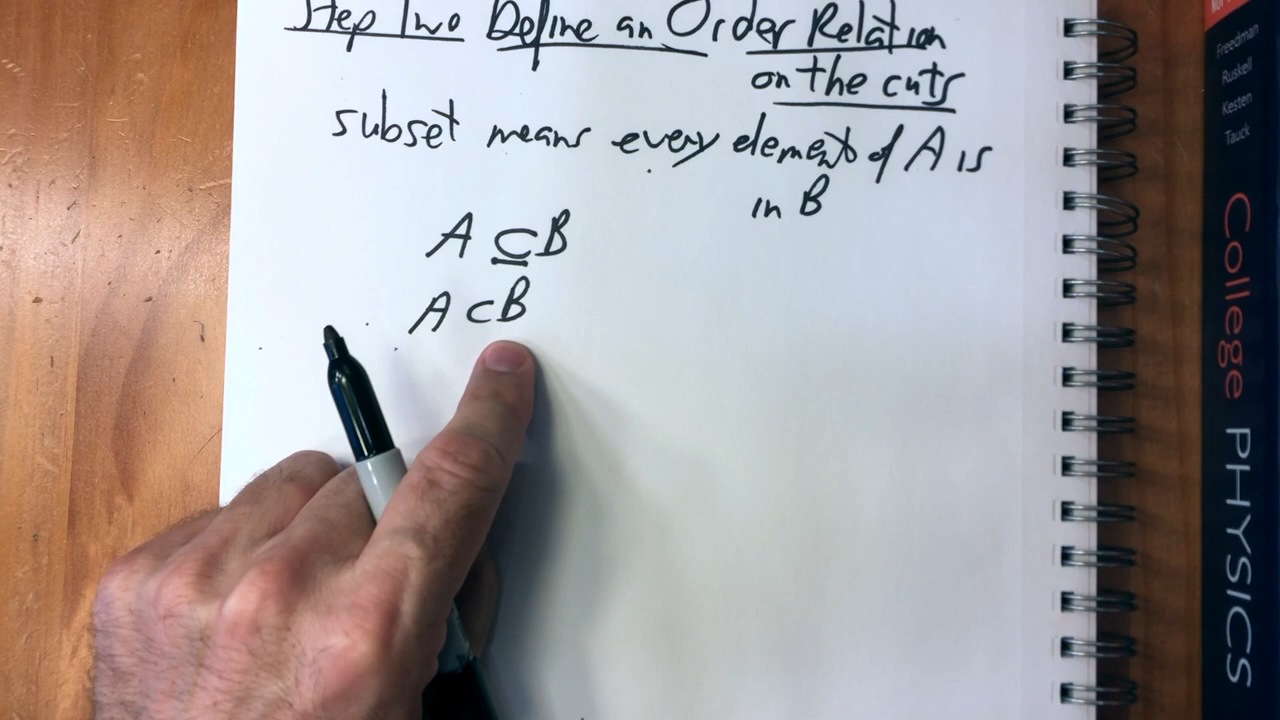 Step Two Define an Order Relation
on the cuts
subset means every element of A is
in B
A ⊆ B
A ⊂ B
Freedman
Ruskell
Kesten
Tauck
College PHYSICS